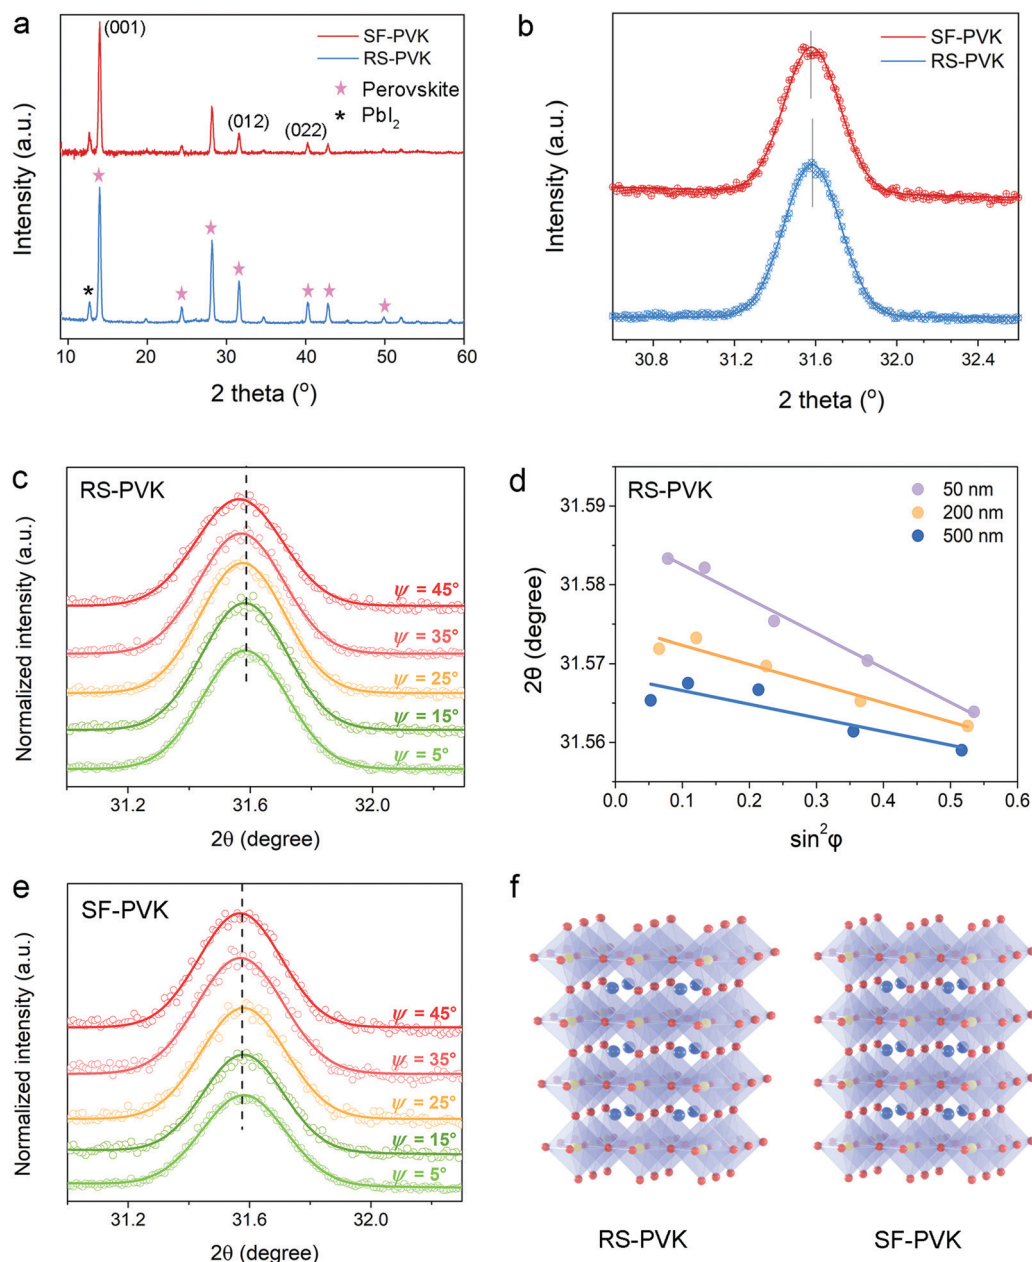 a
(001)
SF-PVK
RS-PVK
Perovskite
* PbI₂
(012)
(022)
*
Intensity (a.u.)
10 20 30 40 50 60
2 theta (°)
b
SF-PVK
RS-PVK
Intensity (a.u.)
30.8 31.2 31.6 32.0 32.4
2 theta (°)
c
RS-PVK
ψ = 45°
ψ = 35°
ψ = 25°
ψ = 15°
ψ = 5°
Normalized intensity (a.u.)
31.2 31.6 32.0
2θ (degree)
d
RS-PVK
50 nm
200 nm
500 nm
31.59
31.58
31.57
31.56
2θ (degree)
0.0 0.1 0.2 0.3 0.4 0.5 0.6
sin²φ
e
SF-PVK
ψ = 45°
ψ = 35°
ψ = 25°
ψ = 15°
ψ = 5°
Normalized intensity (a.u.)
31.2 31.6 32.0
2θ (degree)
f
RS-PVK SF-PVK